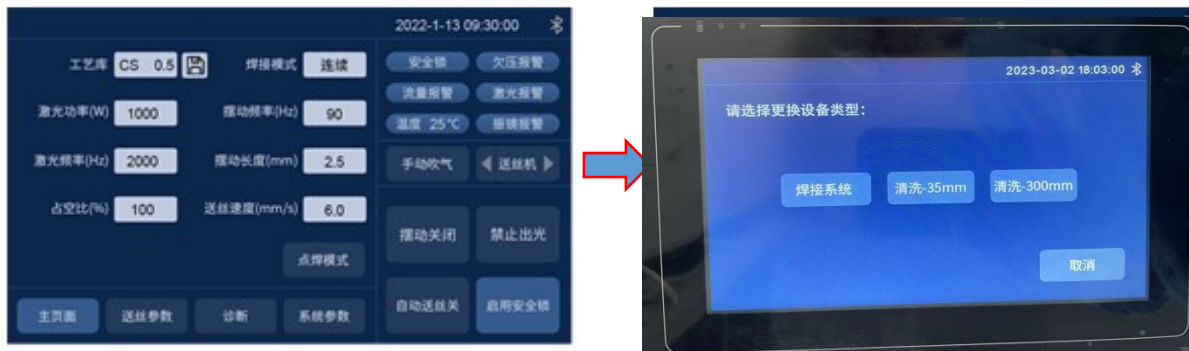 2022-1-13 09:30:00
工艺库 CS 0.5 焊接模式 连续
安全锁 欠压报警
激光功率(W) 1000 摆动频率(Hz) 90
流量报警 激光报警
温度 25℃ 振镜报警
激光频率(Hz) 2000 摆动长度(mm) 2.5
手动吹气 送丝机
占空比(%) 100 送丝速度(mm/s) 6.0
摆动关闭 禁止出光
点焊模式
自动送丝关 启用安全锁
主页面 送丝参数 诊断 系统参数
2023-03-02 18:03:00
请选择更换设备类型:
焊接系统 清洗-35mm 清洗-300mm
取消